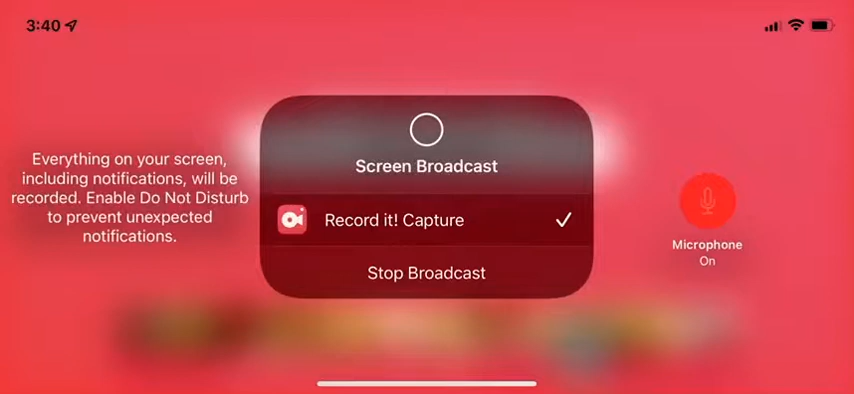 3:40
Everything on your screen,
including notifications, will be
recorded. Enable Do Not Disturb
to prevent unexpected
notifications.
Screen Broadcast
Record it! Capture
Stop Broadcast
Microphone
On